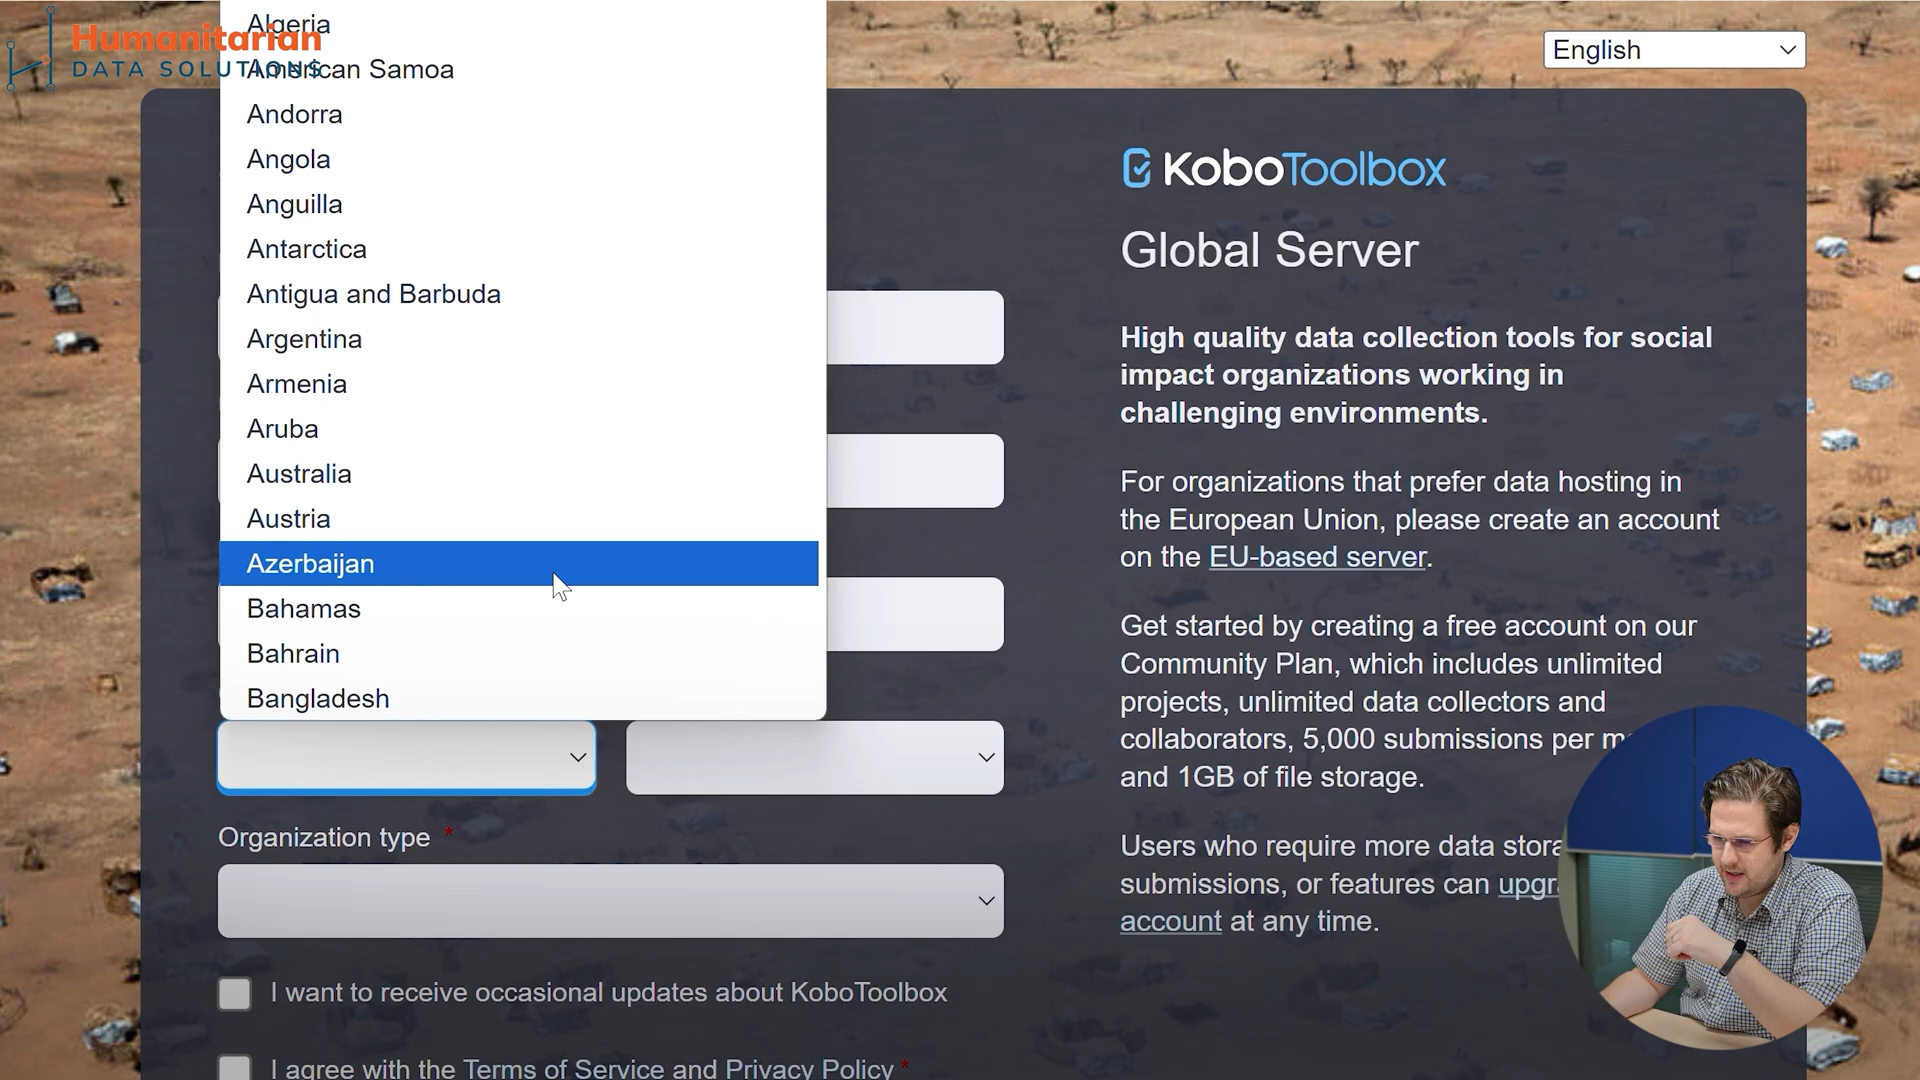 Humanitarian
DATA SOLUTIONS
Algeria
American Samoa
Andorra
Angola
Anguilla
Antarctica
Antigua and Barbuda
Argentina
Armenia
Aruba
Australia
Austria
Azerbaijan
Bahamas
Bahrain
Bangladesh
Organization type *
I want to receive occasional updates about KoboToolbox
I agree with the Terms of Service and Privacy Policy *
English
KoboToolbox
Global Server
High quality data collection tools for social
impact organizations working in
challenging environments.
For organizations that prefer data hosting in
the European Union, please create an account
on the EU-based server.
Get started by creating a free account on our
Community Plan, which includes unlimited
projects, unlimited data collectors and
collaborators, 5,000 submissions per
and 1GB of file storage.
Users who require more data
submissions, or features can
account at any time.